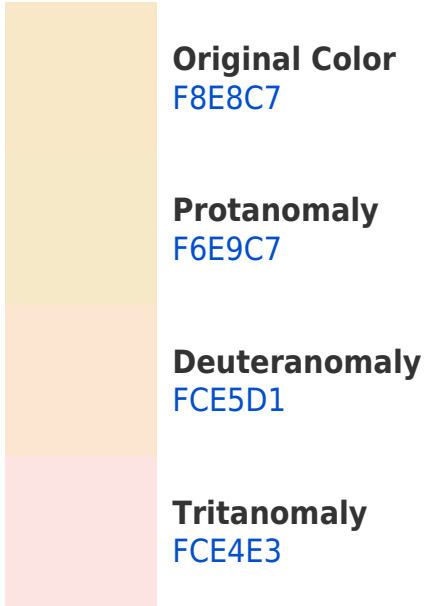 Original Color
F8E8C7
Protanomaly
F6E9C7
Deuteranomaly
FCE5D1
Tritanomaly
FCE4E3